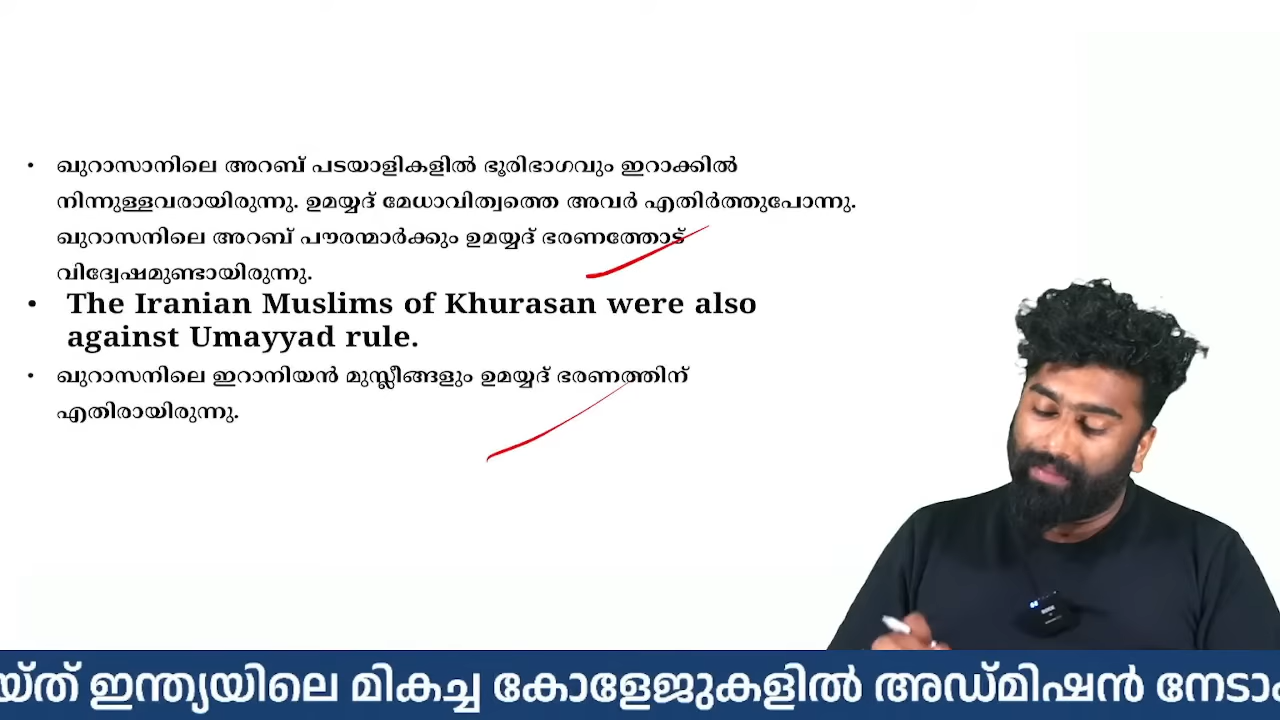 • ഖുറാസാനിലെ അറബ് പടയാളികളിൽ ഭൂരിഭാഗവും ഇറാക്കിൽ
നിന്നുള്ളവരായിരുന്നു. ഉമയ്യദ് മേധാവിത്വത്തെ അവർ എതിർത്തുപോന്നു.
ഖുറാസനിലെ അറബ് പൗരന്മാർക്കും ഉമയ്യദ് ഭരണത്തോട്
വിദ്വേഷമുണ്ടായിരുന്നു.
• The Iranian Muslims of Khurasan were also
against Umayyad rule.
• ഖുറാസനിലെ ഇറാനിയൻ മുസ്ലീങ്ങളും ഉമയ്യദ് ഭരണത്തിന്
എതിരായിരുന്നു.
യ്ത് ഇന്ത്യയിലെ മികച്ച കോളേജുകളിൽ അഡ്മിഷൻ നേടാം